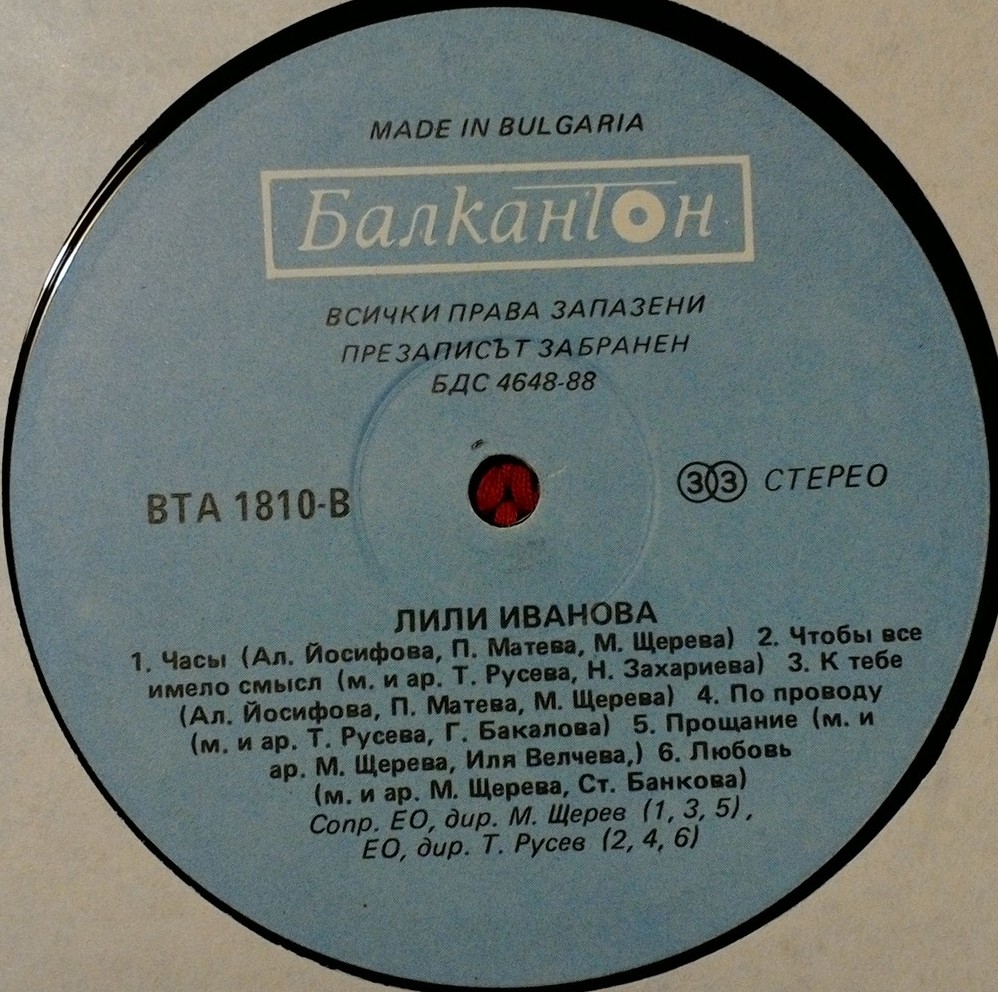 MADE IN BULGARIA
Балкантон
ВСИЧКИ ПРАВА ЗАПАЗЕНИ
ПРЕЗАПИСЪТ ЗАБРАНЕН
БДС 4648-88
ВТА 1810-В
33 СТЕРЕО
ЛИЛИ ИВАНОВА
1. Часы (Ал. Йосифова, П. Матева, М. Щерева) 2. Чтобы все
имело смысл (м. и ар. Т. Русева, Н. Захариева) 3. К тебе
(Ал. Йосифова, П. Матева, М. Щерева) 4. По проводу
(м. и ар. Т. Русева, Г. Бакалова) 5. Прощание (м. и
ар. М. Щерева, Иля Велчева,) 6. Любовь
(м. и ар. М. Щерева, Ст. Банкова)
Сопр. ЕО, дир. М. Щерев (1, 3, 5),
ЕО, дир. Т. Русев (2, 4, 6)